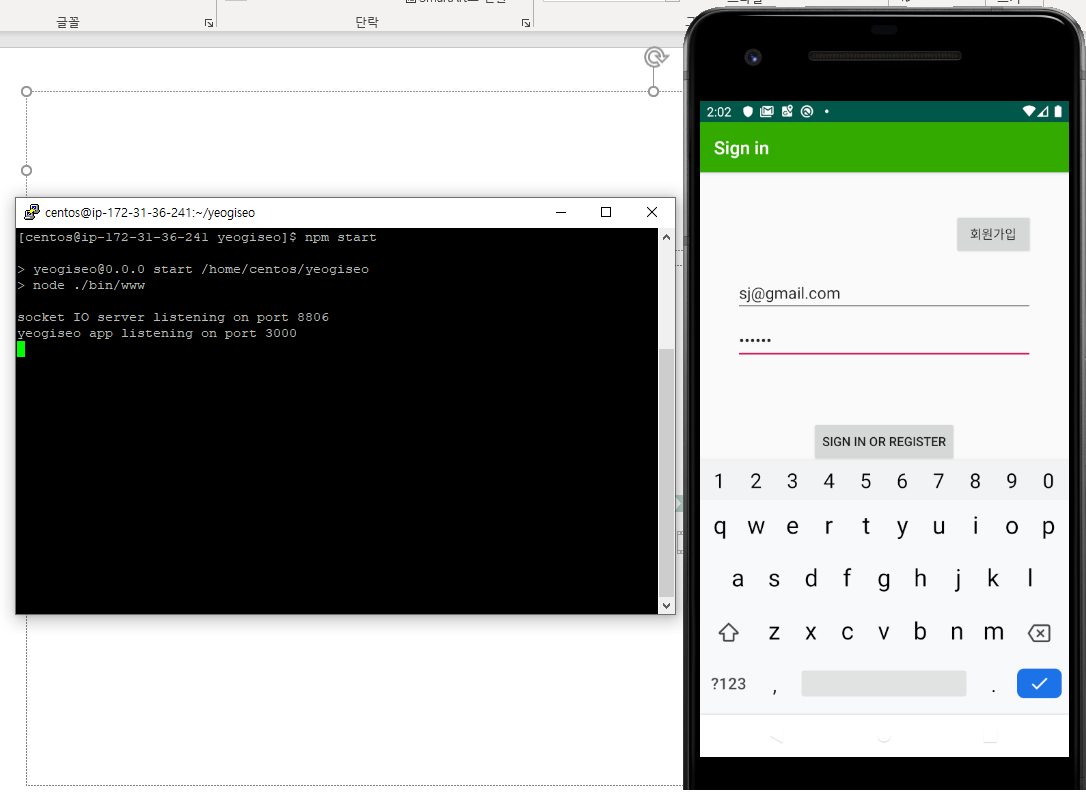 글꼴
단락
centos@ip-172-31-36-241:~/yeogiseo
[centos@ip-172-31-36-241 yeogiseo]$ npm start
> yeogiseo@0.0.0 start /home/centos/yeogiseo
> node ./bin/www
socket IO server listening on port 8806
yeogiseo app listening on port 3000
2:02
Sign in
회원가입
sj@gmail.com
••••••
SIGN IN OR REGISTER
1 2 3 4 5 6 7 8 9 0
q w e r t y u i o p
a s d f g h j k l
z x c v b n m
?123 , .